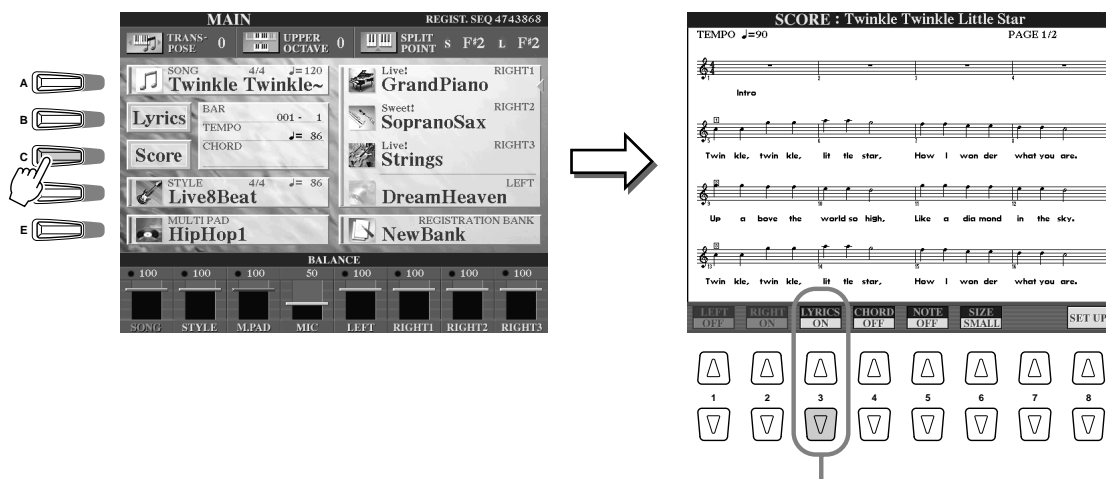 MAIN
REGIST. SEQ 4743868
TRANS-
POSE 0
UPPER
OCTAVE 0
SPLIT
POINT S F#2 L F#2
A
B
C
E
SONG 4/4 ♩=120
Twinkle Twinkle~
Lyrics
BAR 001 - 1
TEMPO ♩= 86
CHORD
Score
STYLE 4/4 ♩= 86
Live8Beat
MULTI PAD
HipHop1
Live! RIGHT1
GrandPiano
Sweet! RIGHT2
SopranoSax
Live! RIGHT3
Strings
LEFT
DreamHeaven
REGISTRATION BANK
NewBank
BALANCE
100 100 100 50 100 100 100 100
SONG STYLE M.PAD MIC LEFT RIGHT1 RIGHT2 RIGHT3
SCORE : Twinkle Twinkle Little Star
TEMPO ♩=90 PAGE 1/2
Intro
Twin kle, twin kle, lit tle star, How I won der what you are.
Up a bove the world so high, Like a dia mond in the sky.
Twin kle, twin kle, lit tle star, How I won der what you are.
LEFT RIGHT LYRICS CHORD NOTE SIZE
OFF ON ON OFF OFF SMALL SET UP
1 2 3 4 5 6 7 8